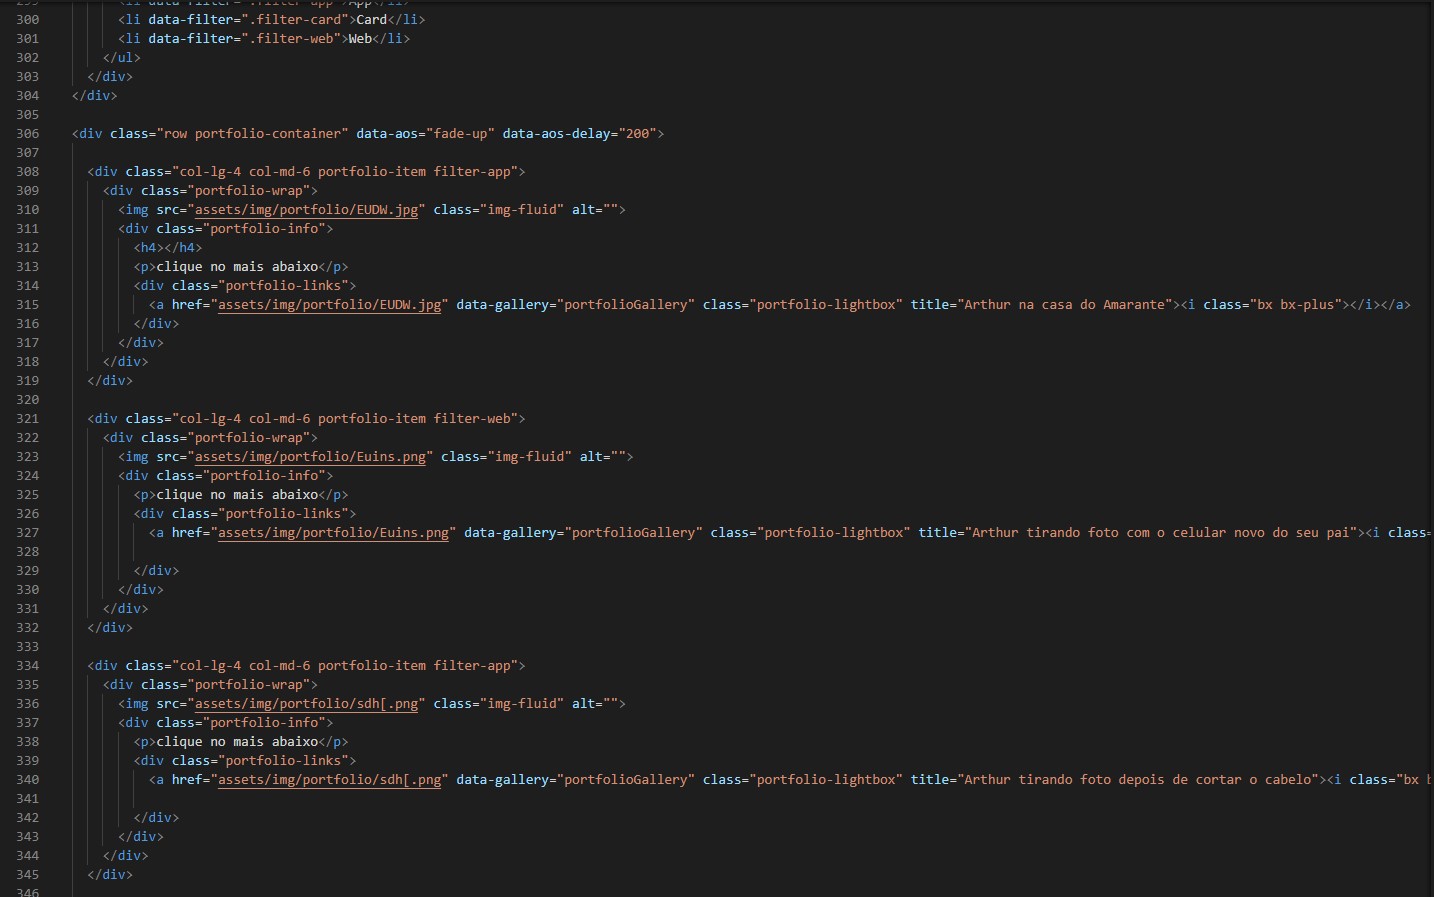 299 <li data-filter=".filter-app">App</li>
300 <li data-filter=".filter-card">Card</li>
301 <li data-filter=".filter-web">Web</li>
302 </ul>
303 </div>
304 </div>
305
306 <div class="row portfolio-container" data-aos="fade-up" data-aos-delay="200">
307
308 <div class="col-lg-4 col-md-6 portfolio-item filter-app">
309 <div class="portfolio-wrap">
310 <img src="assets/img/portfolio/EUDW.jpg" class="img-fluid" alt="">
311 <div class="portfolio-info">
312 <h4></h4>
313 <p>clique no mais abaixo</p>
314 <div class="portfolio-links">
315 <a href="assets/img/portfolio/EUDW.jpg" data-gallery="portfolioGallery" class="portfolio-lightbox" title="Arthur na casa do Amarante"><i class="bx bx-plus"></i></a>
316 </div>
317 </div>
318 </div>
319 </div>
320
321 <div class="col-lg-4 col-md-6 portfolio-item filter-web">
322 <div class="portfolio-wrap">
323 <img src="assets/img/portfolio/Euins.png" class="img-fluid" alt="">
324 <div class="portfolio-info">
325 <p>clique no mais abaixo</p>
326 <div class="portfolio-links">
327 <a href="assets/img/portfolio/Euins.png" data-gallery="portfolioGallery" class="portfolio-lightbox" title="Arthur tirando foto com o celular novo do seu pai"><i class=
328
329 </div>
330 </div>
331 </div>
332 </div>
333
334 <div class="col-lg-4 col-md-6 portfolio-item filter-app">
335 <div class="portfolio-wrap">
336 <img src="assets/img/portfolio/sdh[.png" class="img-fluid" alt="">
337 <div class="portfolio-info">
338 <p>clique no mais abaixo</p>
339 <div class="portfolio-links">
340 <a href="assets/img/portfolio/sdh[.png" data-gallery="portfolioGallery" class="portfolio-lightbox" title="Arthur tirando foto depois de cortar o cabelo"><i class="bx b
341
342 </div>
343 </div>
344 </div>
345 </div>
346